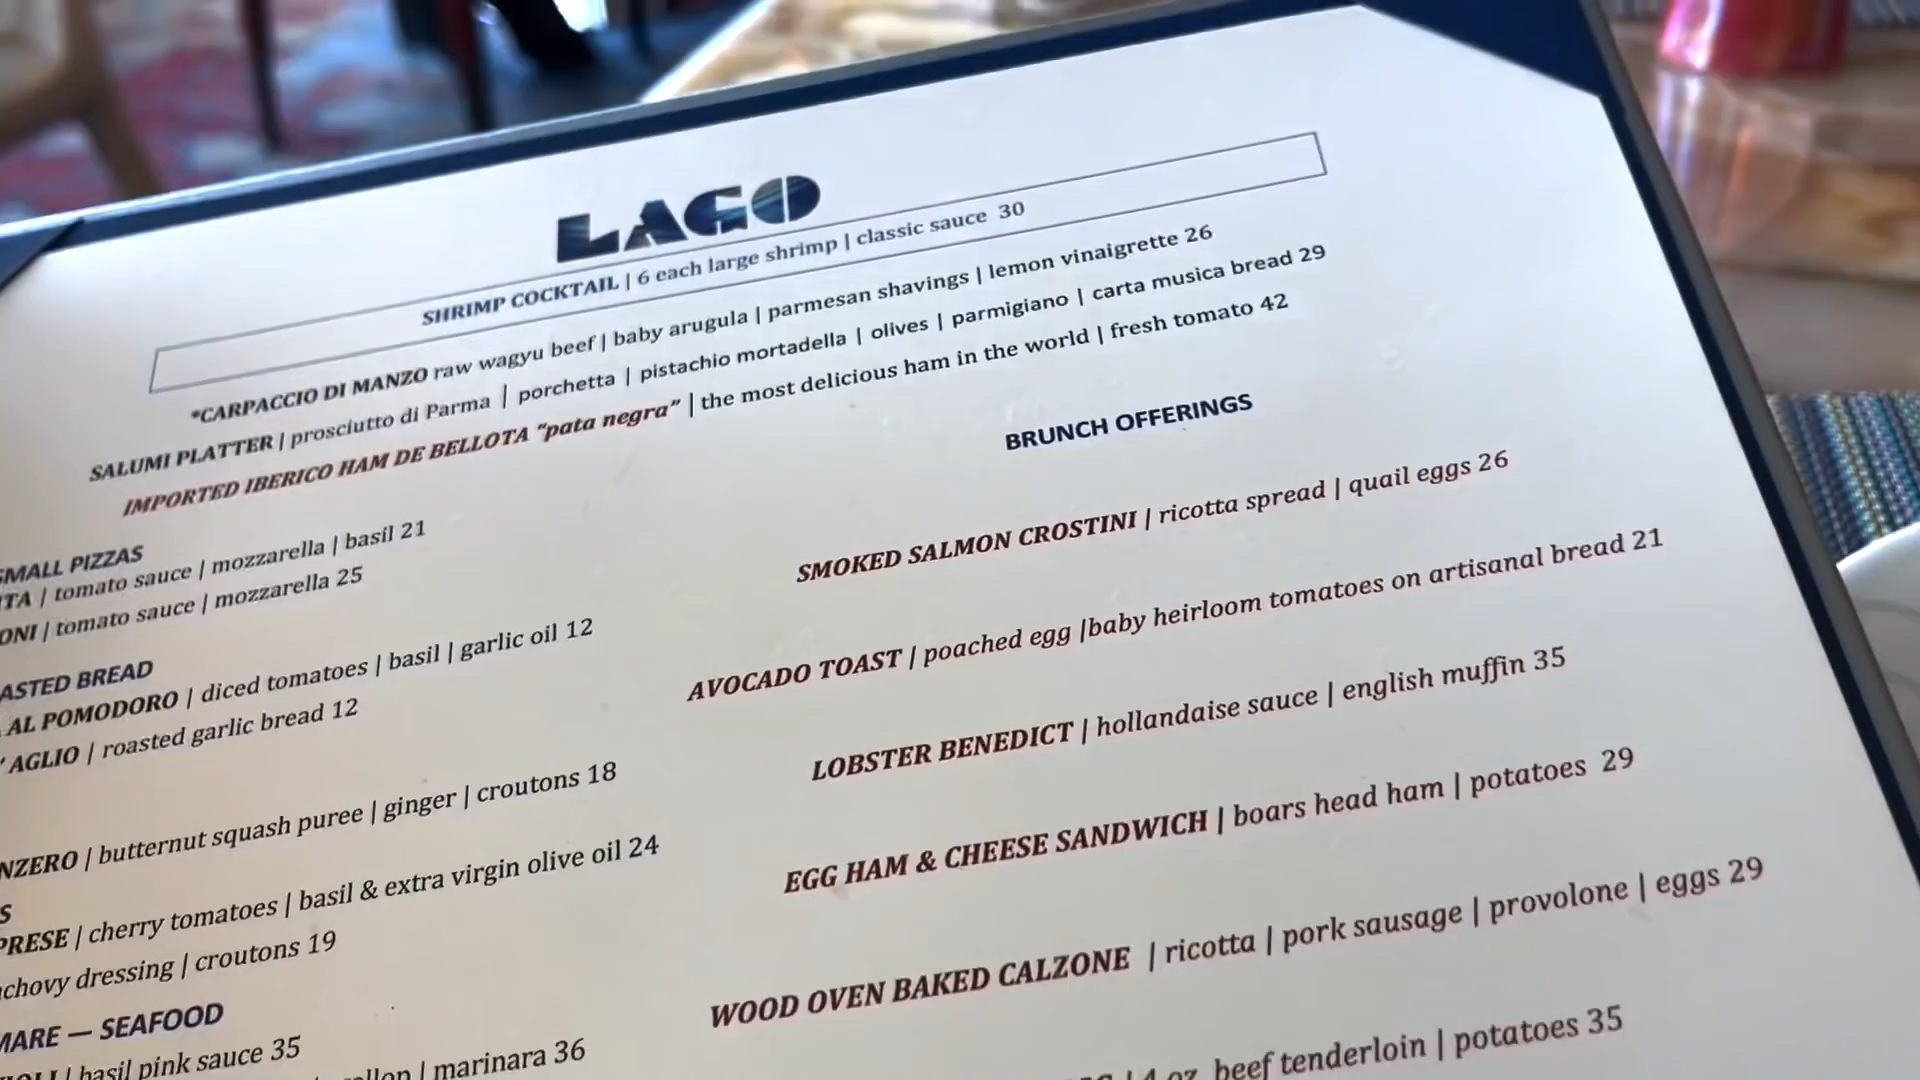 LAGO
SHRIMP COCKTAIL | 6 each large shrimp | classic sauce 30
*CARPACCIO DI MANZO raw wagyu beef | baby arugula | parmesan shavings | lemon vinaigrette 26
SALUMI PLATTER | prosciutto di Parma | porchetta | pistachio mortadella | olives | parmigiano | carta musica bread 29
IMPORTED IBERICO HAM DE BELLOTA "pata negra" | the most delicious ham in the world | fresh tomato 42
SMALL PIZZAS
TA | tomato sauce | mozzarella | basil 21
ONI | tomato sauce | mozzarella 25
ASTED BREAD
AL POMODORO | diced tomatoes | basil | garlic oil 12
' AGLIO | roasted garlic bread 12
NZERO | butternut squash puree | ginger | croutons 18
S
PRESE | cherry tomatoes | basil & extra virgin olive oil 24
chovy dressing | croutons 19
MARE — SEAFOOD
| basil pink sauce 35
| marinara 36
BRUNCH OFFERINGS
SMOKED SALMON CROSTINI | ricotta spread | quail eggs 26
AVOCADO TOAST | poached egg |baby heirloom tomatoes on artisanal bread 21
LOBSTER BENEDICT | hollandaise sauce | english muffin 35
EGG HAM & CHEESE SANDWICH | boars head ham | potatoes 29
WOOD OVEN BAKED CALZONE | ricotta | pork sausage | provolone | eggs 29
| 4 oz beef tenderloin | potatoes 35